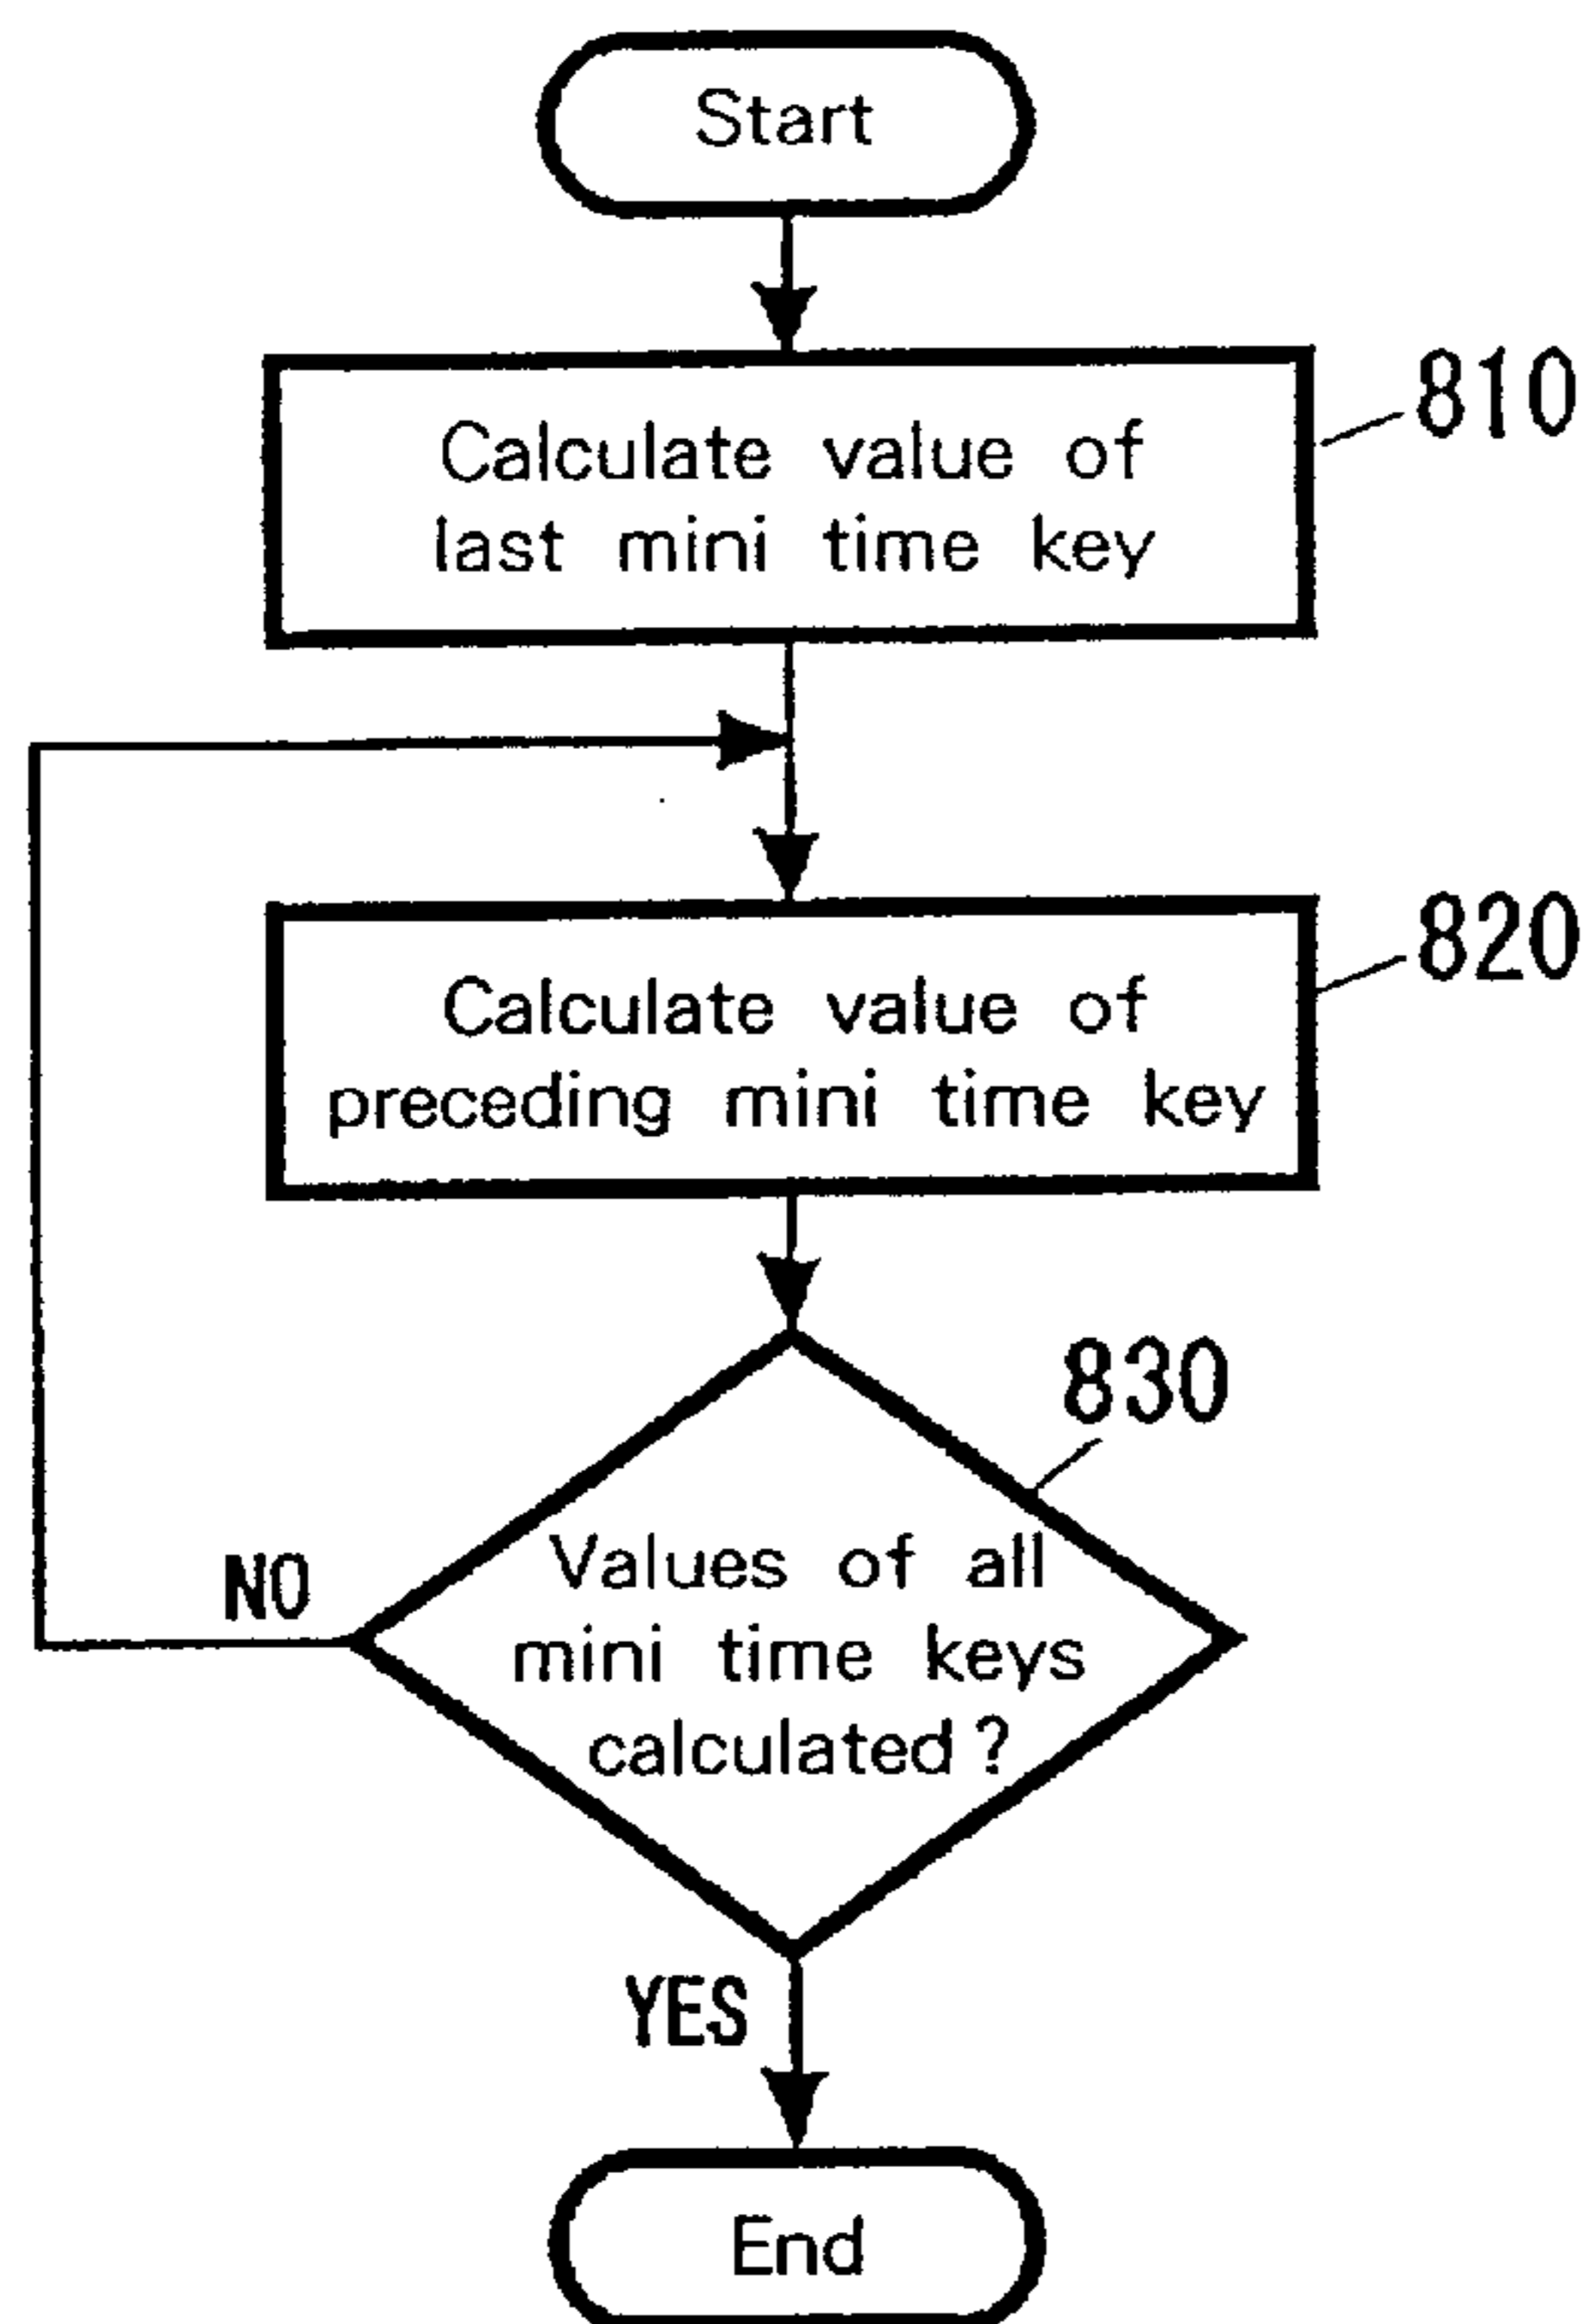 Start
810
Calculate value of
last mini time key
820
Calculate value of
preceding mini time key
830
Values of all
mini time keys
calculated?
NO
YES
End